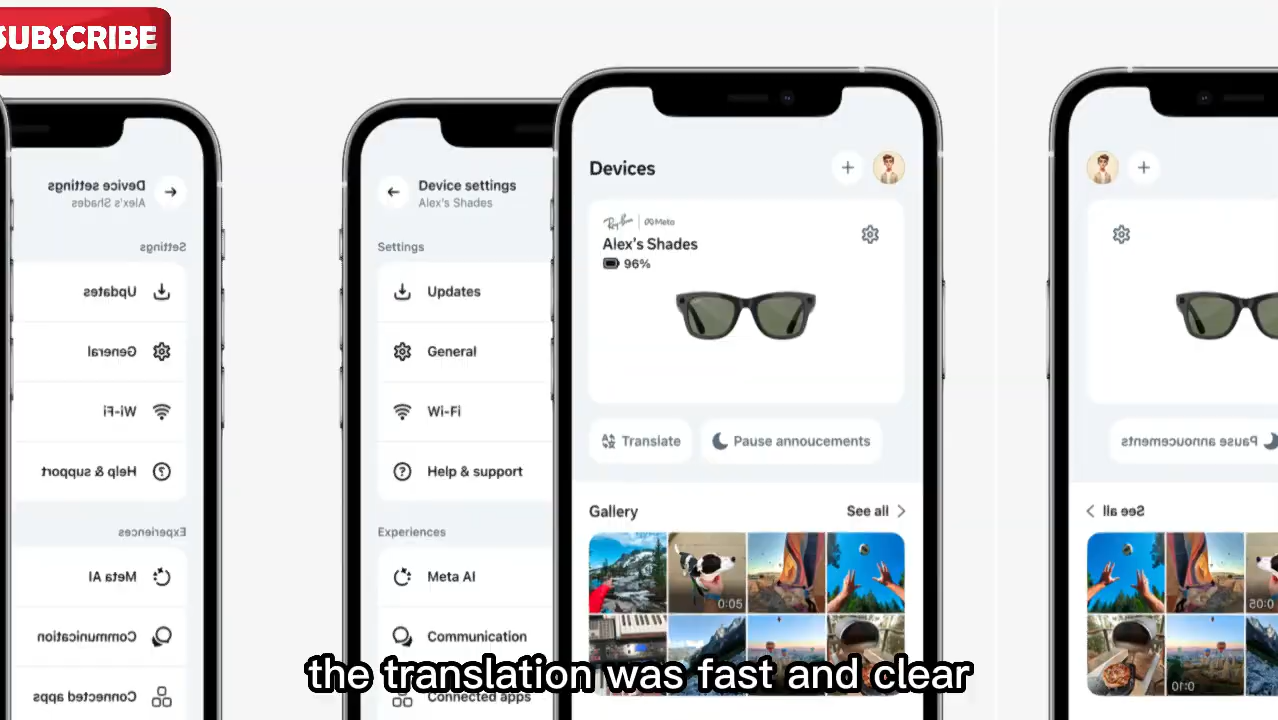 SUBSCRIBE
Device settings
Alex's Shades
Settings
Updates
General
Wi-Fi
Help & support
Experiences
Meta AI
Communication
Connected apps
Device settings
Alex's Shades
Settings
Updates
General
Wi-Fi
Help & support
Experiences
Meta AI
Communication
Connected apps
Devices
Ray-Ban | Meta
Alex's Shades
96%
Translate
Pause annoucements
Gallery
See all
0:05
Pause annoucements
See all
0:05
0:10
the translation was fast and clear